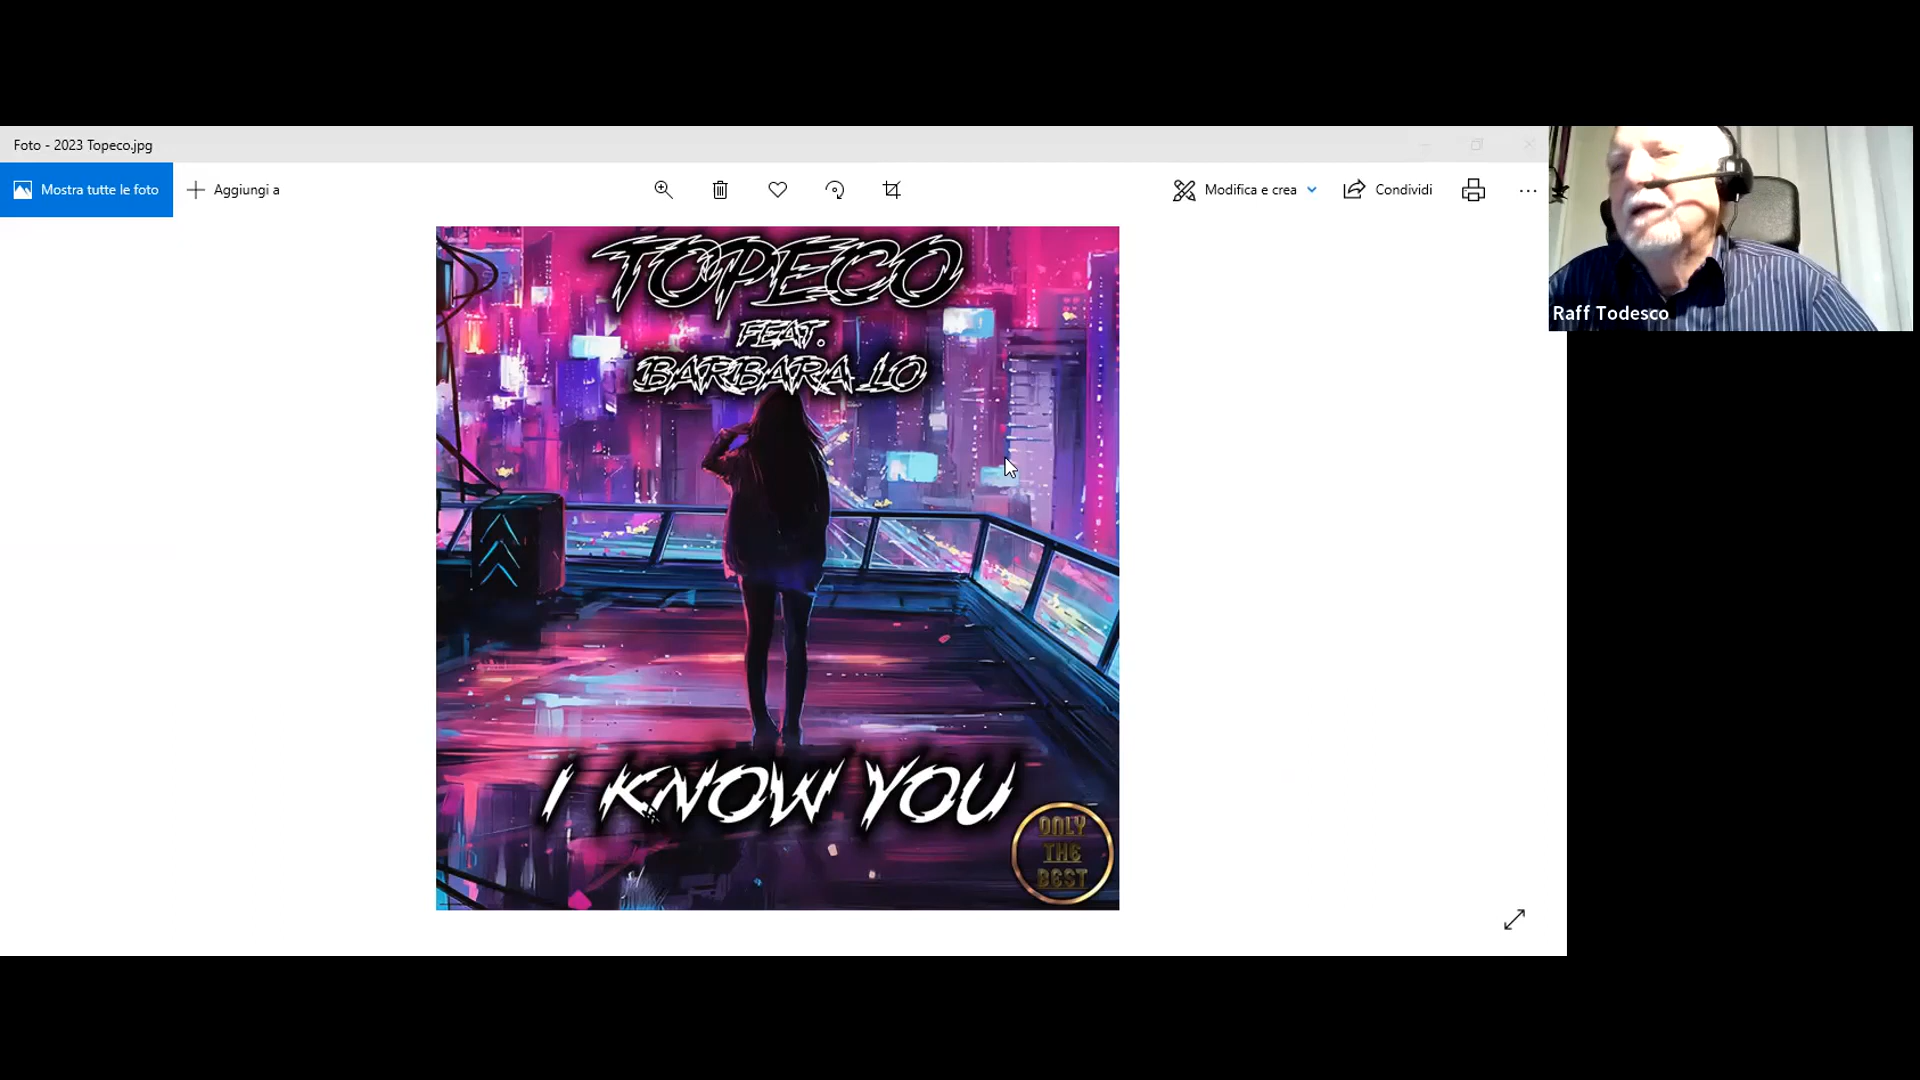 Foto - 2023 Topeco.jpg
Mostra tutte le foto
Aggiungi a
Modifica e crea
Condividi
TOPECO
FEAT.
BARBARA LO
I KNOW YOU
ONLY
THE
BEST
Raff Todesco